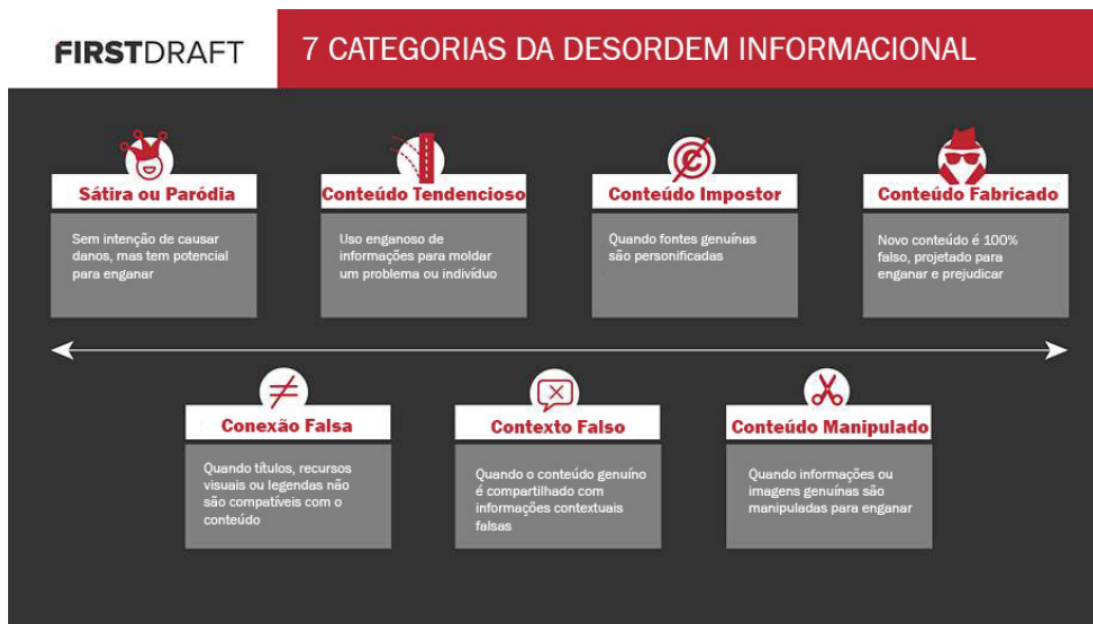 FIRSTDRAFT
7 CATEGORIAS DA DESORDEM INFORMACIONAL
Sátira ou Paródia
Sem intenção de causar
danos, mas tem potencial
para enganar
Conteúdo Tendencioso
Uso enganoso de
informações para moldar
um problema ou indivíduo
Conteúdo Impostor
Quando fontes genuínas
são personificadas
Conteúdo Fabricado
Novo conteúdo é 100%
falso, projetado para
enganar e prejudicar
Conexão Falsa
Quando títulos, recursos
visuais ou legendas não
são compatíveis com o
conteúdo
Contexto Falso
Quando o conteúdo genuíno
é compartilhado com
informações contextuais
falsas
Conteúdo Manipulado
Quando informações ou
imagens genuínas são
manipuladas para enganar